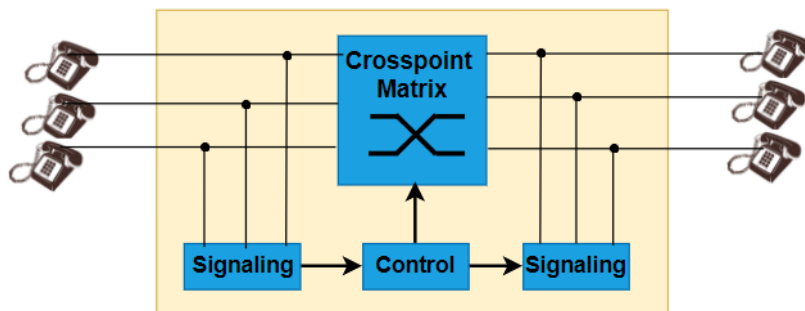 Crosspoint
Matrix
Signaling
Control
Signaling